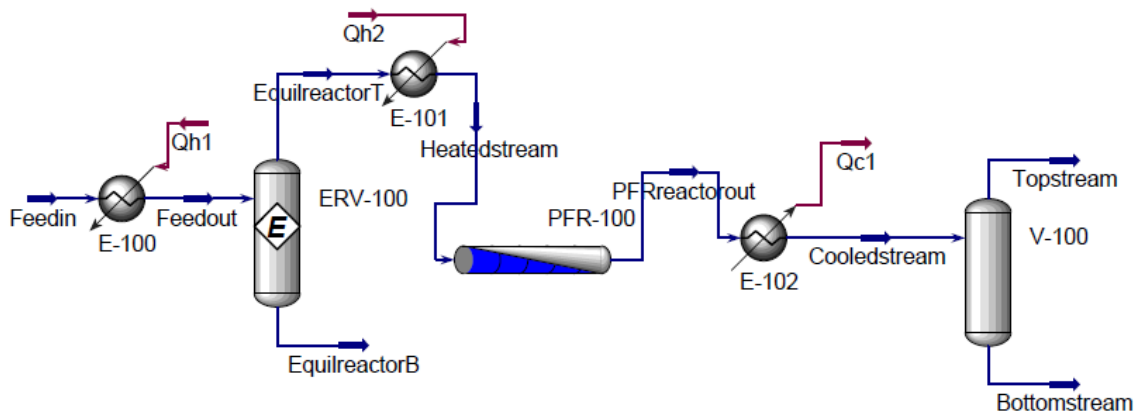 Qh2
EquilreactorT
E-101
Qh1
Heatedstream
Feedin
E-100
Feedout
ERV-100
E
EquilreactorB
PFR-100
PFRreactorout
Qc1
E-102
Cooledstream
Topstream
V-100
Bottomstream